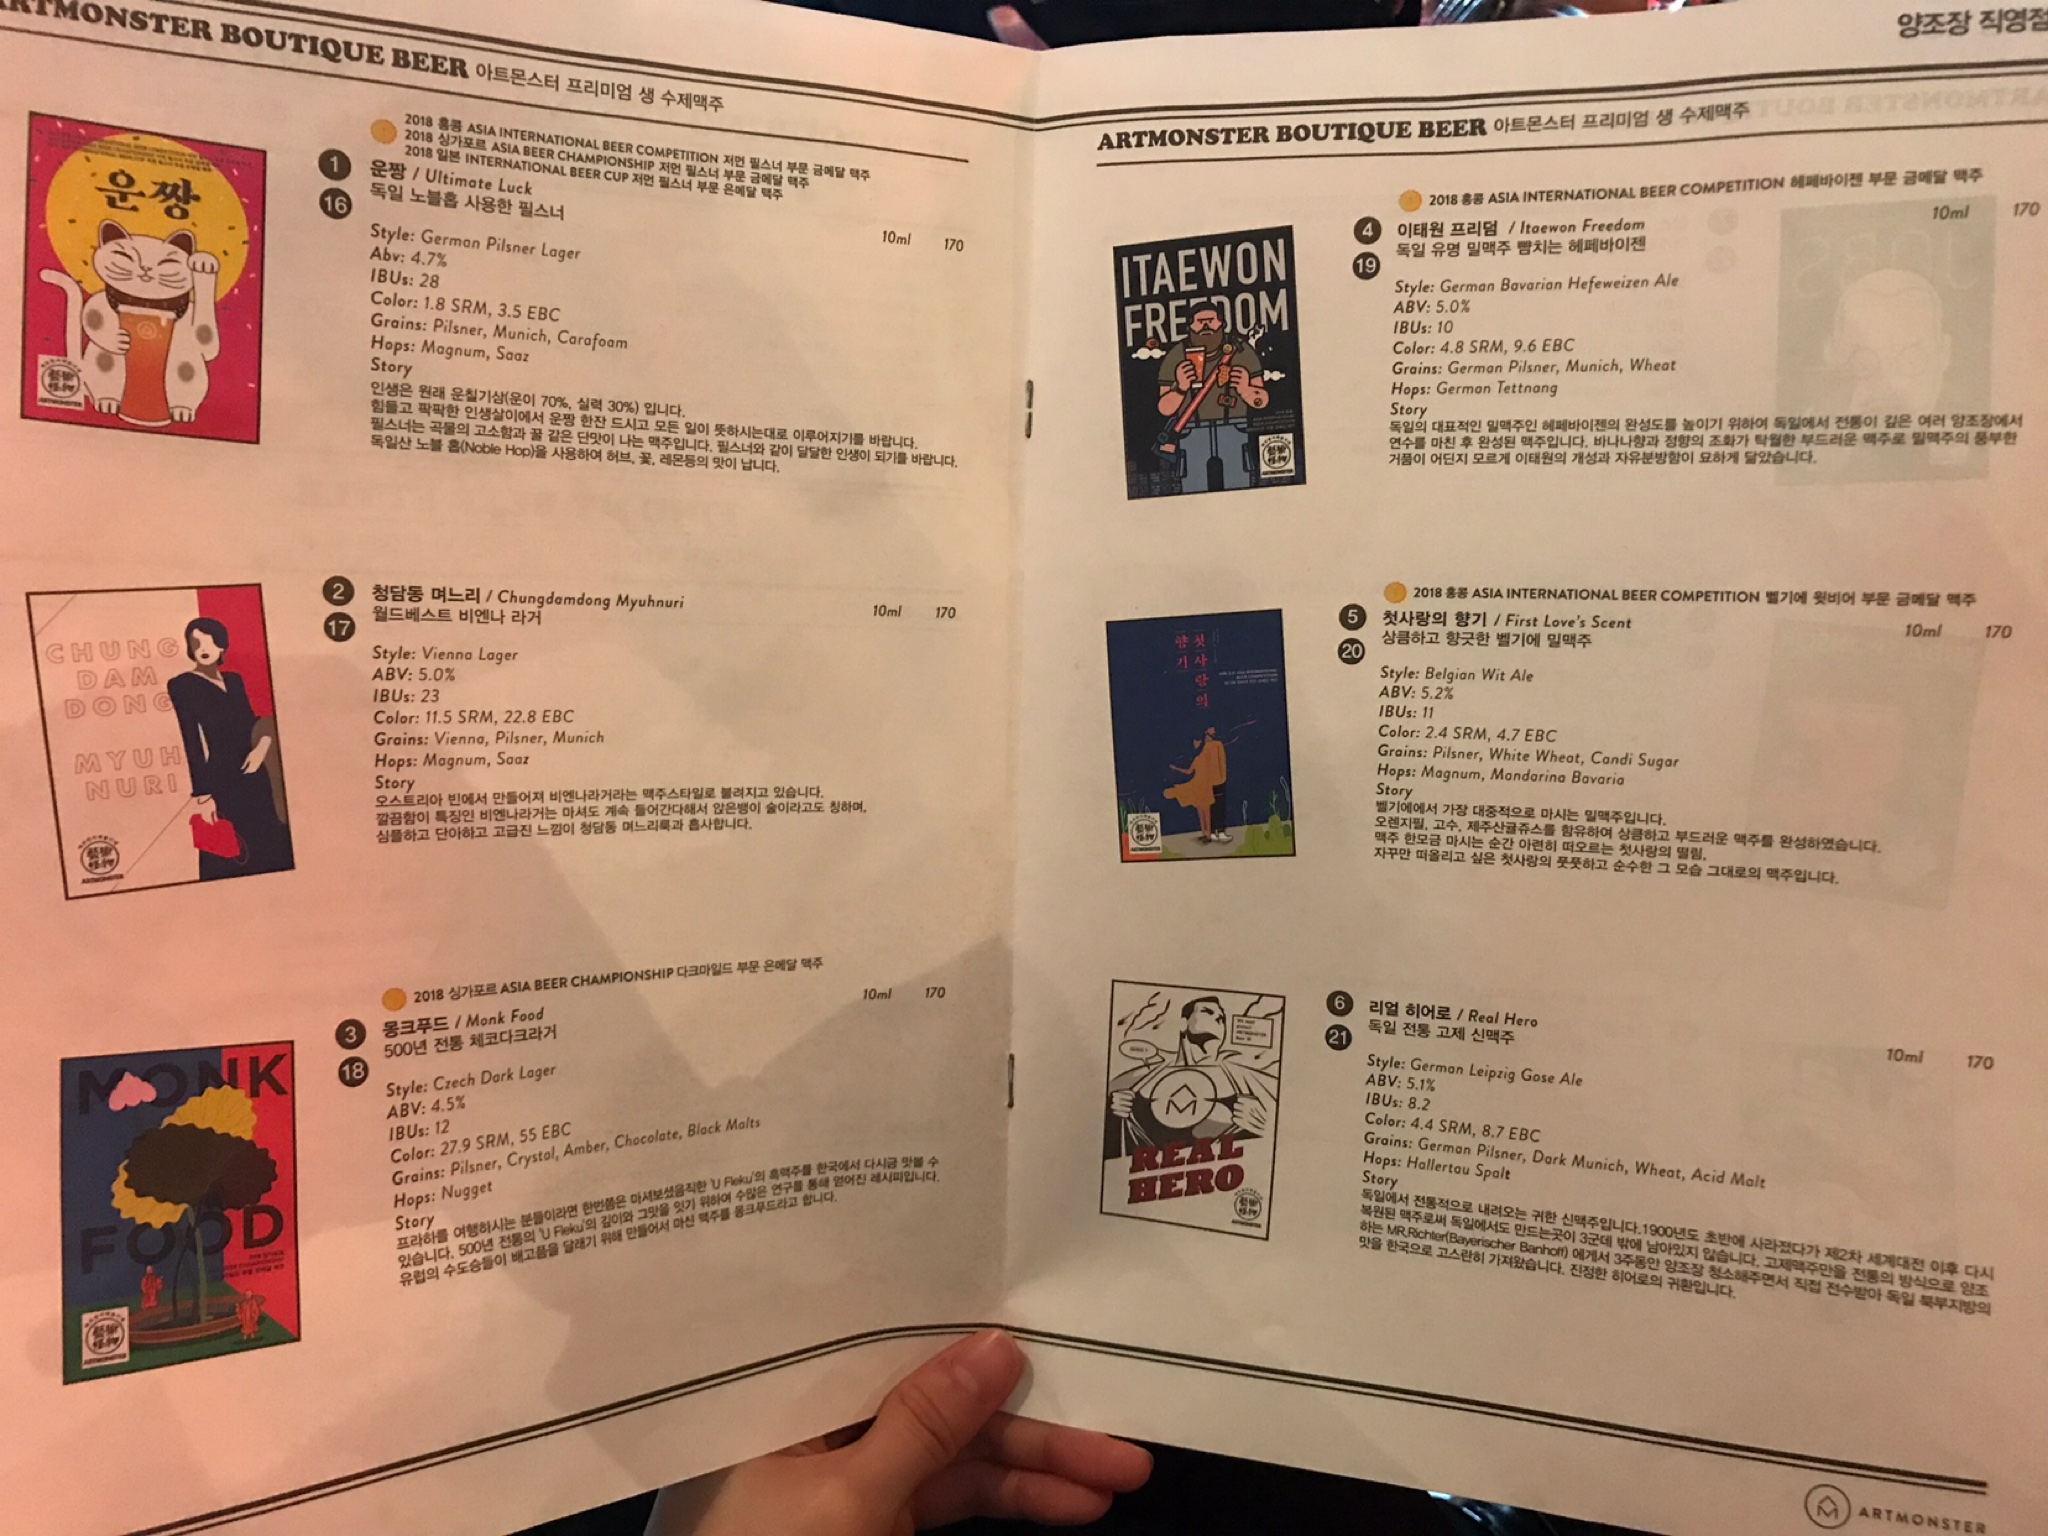 ARTMONSTER BOUTIQUE BEER 아트몬스터 프리미엄 생 수제맥주
운짱
ARTMONSTER
2018 홍콩 ASIA INTERNATIONAL BEER COMPETITION 저먼 필스너 부문 금메달 맥주
2018 싱가포르 ASIA BEER CHAMPIONSHIP 저먼 필스너 부문 금메달 맥주
2018 일본 INTERNATIONAL BEER CUP 저먼 필스너 부문 은메달 맥주
1 운짱 / Ultimate Luck
16 독일 노블홉 사용한 필스너
10ml 170
Style: German Pilsner Lager
Abv: 4.7%
IBUs: 28
Color: 1.8 SRM, 3.5 EBC
Grains: Pilsner, Munich, Carafoam
Hops: Magnum, Saaz
Story
인생은 원래 운칠기삼(운이 70%, 실력 30%) 입니다.
힘들고 팍팍한 인생살이에서 운짱 한잔 드시고 모든 일이 뜻하시는대로 이루어지기를 바랍니다.
필스너는 곡물의 고소함과 꿀 같은 단맛이 나는 맥주입니다. 필스너와 같이 달달한 인생이 되기를 바랍니다.
독일산 노블 홉(Noble Hop)을 사용하여 허브, 꽃, 레몬등의 맛이 납니다.
CHUNG
DAM
DONG
MYUH
NURI
ARTMONSTER
2 청담동 며느리 / Chungdamdong Myuhnuri
17 월드베스트 비엔나 라거
10ml 170
Style: Vienna Lager
ABV: 5.0%
IBUs: 23
Color: 11.5 SRM, 22.8 EBC
Grains: Vienna, Pilsner, Munich
Hops: Magnum, Saaz
Story
오스트리아 빈에서 만들어져 비엔나라거라는 맥주스타일로 불려지고 있습니다.
깔끔함이 특징인 비엔나라거는 마셔도 계속 들어간다해서 앉은뱅이 술이라고도 칭하며,
심플하고 단아하고 고급진 느낌이 청담동 며느리룩과 흡사합니다.
MONK
FOOD
ARTMONSTER
2018 싱가포르 ASIA BEER CHAMPIONSHIP 다크마일드 부문 은메달 맥주
3 몽크푸드 / Monk Food
18 500년 전통 체코다크라거
10ml 170
Style: Czech Dark Lager
ABV: 4.5%
IBUs: 12
Color: 27.9 SRM, 55 EBC
Grains: Pilsner, Crystal, Amber, Chocolate, Black Malts
Hops: Nugget
Story
프라하를 여행하시는 분들이라면 한번쯤은 마셔보셨음직한 'U Fleku'의 흑맥주를 한국에서 다시금 맛볼 수
있습니다. 500년 전통의 'U Fleku'의 깊이와 그맛을 잇기 위하여 수많은 연구를 통해 얻어진 레시피입니다.
유럽의 수도승들이 배고픔을 달래기 위해 만들어서 마신 맥주를 몽크푸드라고 합니다.
양조장 직영점
ARTMONSTER BOUTIQUE BEER 아트몬스터 프리미엄 생 수제맥주
ITAEWON
FREEDOM
ARTMONSTER
2018 홍콩 ASIA INTERNATIONAL BEER COMPETITION 헤페바이젠 부문 금메달 맥주
4 이태원 프리덤 / Itaewon Freedom
19 독일 유명 밀맥주 뺨치는 헤페바이젠
10ml 170
Style: German Bavarian Hefeweizen Ale
ABV: 5.0%
IBUs: 10
Color: 4.8 SRM, 9.6 EBC
Grains: German Pilsner, Munich, Wheat
Hops: German Tettnang
Story
독일의 대표적인 밀맥주인 헤페바이젠의 완성도를 높이기 위하여 독일에서 전통이 깊은 여러 양조장에서
연수를 마친 후 완성된 맥주입니다. 바나나향과 정향의 조화가 탁월한 부드러운 맥주로 밀맥주의 풍부한
거품이 어딘지 모르게 이태원의 개성과 자유분방함이 묘하게 닮았습니다.
첫사랑의
향기
ARTMONSTER
2018 홍콩 ASIA INTERNATIONAL BEER COMPETITION 벨기에 윗비어 부문 금메달 맥주
5 첫사랑의 향기 / First Love's Scent
20 상큼하고 향긋한 벨기에 밀맥주
10ml 170
Style: Belgian Wit Ale
ABV: 5.2%
IBUs: 11
Color: 2.4 SRM, 4.7 EBC
Grains: Pilsner, White Wheat, Candi Sugar
Hops: Magnum, Mandarina Bavaria
Story
벨기에에서 가장 대중적으로 마시는 밀맥주입니다.
오렌지필, 고수, 제주산귤쥬스를 함유하여 상큼하고 부드러운 맥주를 완성하였습니다.
맥주 한모금 마시는 순간 아련히 떠오르는 첫사랑의 떨림,
자꾸만 떠올리고 싶은 첫사랑의 풋풋하고 순수한 그 모습 그대로의 맥주입니다.
REAL
HERO
ARTMONSTER
6 리얼 히어로 / Real Hero
21 독일 전통 고제 신맥주
10ml 170
Style: German Leipzig Gose Ale
ABV: 5.1%
IBUs: 8.2
Color: 4.4 SRM, 8.7 EBC
Grains: German Pilsner, Dark Munich, Wheat, Acid Malt
Hops: Hallertau Spalt
Story
독일에서 전통적으로 내려오는 귀한 신맥주입니다.1900년도 초반에 사라졌다가 제2차 세계대전 이후 다시
복원된 맥주로써 독일에서도 만드는곳이 3군데 밖에 남아있지 않습니다. 고제맥주만을 전통의 방식으로 양조
하는 MR.Richter(Bayerischer Banhoff) 에게서 3주동안 양조장 청소해주면서 직접 전수받아 독일 북부지방의
맛을 한국으로 고스란히 가져왔습니다. 진정한 히어로의 귀환입니다.
ARTMONSTER